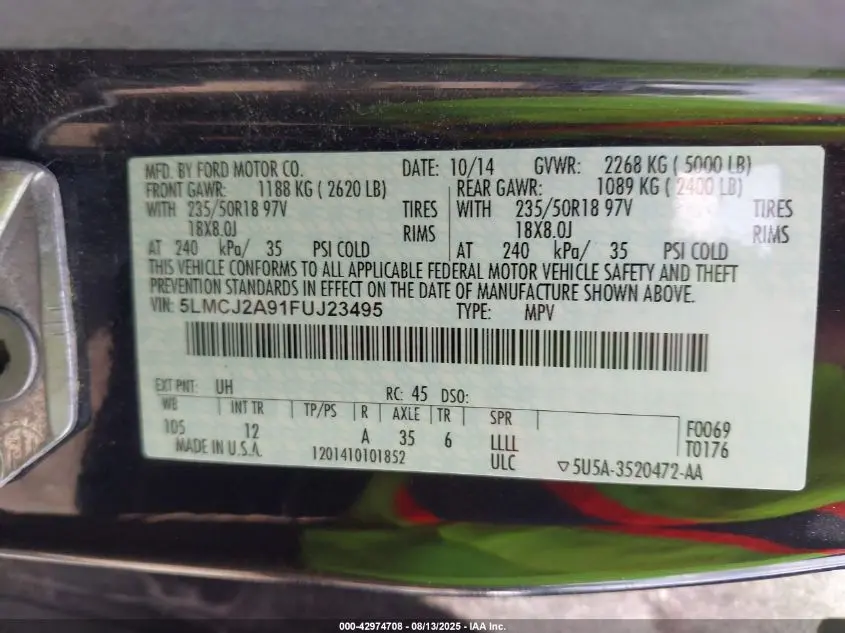 MFD. BY FORD MOTOR CO. DATE: 10/14 GVWR: 2268 KG ( 5000 LB)
FRONT GAWR: 1188 KG ( 2620 LB) REAR GAWR: 1089 KG ( 2400 LB)
WITH 235/50R18 97V TIRES WITH 235/50R18 97V TIRES
18X8.0J RIMS 18X8.0J RIMS
AT 240 kPa/ 35 PSI COLD AT 240 kPa/ 35 PSI COLD
THIS VEHICLE CONFORMS TO ALL APPLICABLE FEDERAL MOTOR VEHICLE SAFETY AND THEFT
PREVENTION STANDARDS IN EFFECT ON THE DATE OF MANUFACTURE SHOWN ABOVE.
VIN: 5LMCJ2A91FUJ23495 TYPE: MPV
EXT PNT: UH RC: 45 DSO:
WB INT TR TP/PS R AXLE TR SPR
105 12 A 35 6 LLLL F0069
MADE IN U.S.A. 1201410101852 ULC T0176
▽5U5A-3520472-AA
000-42974708 - 08/13/2025 - IAA Inc.